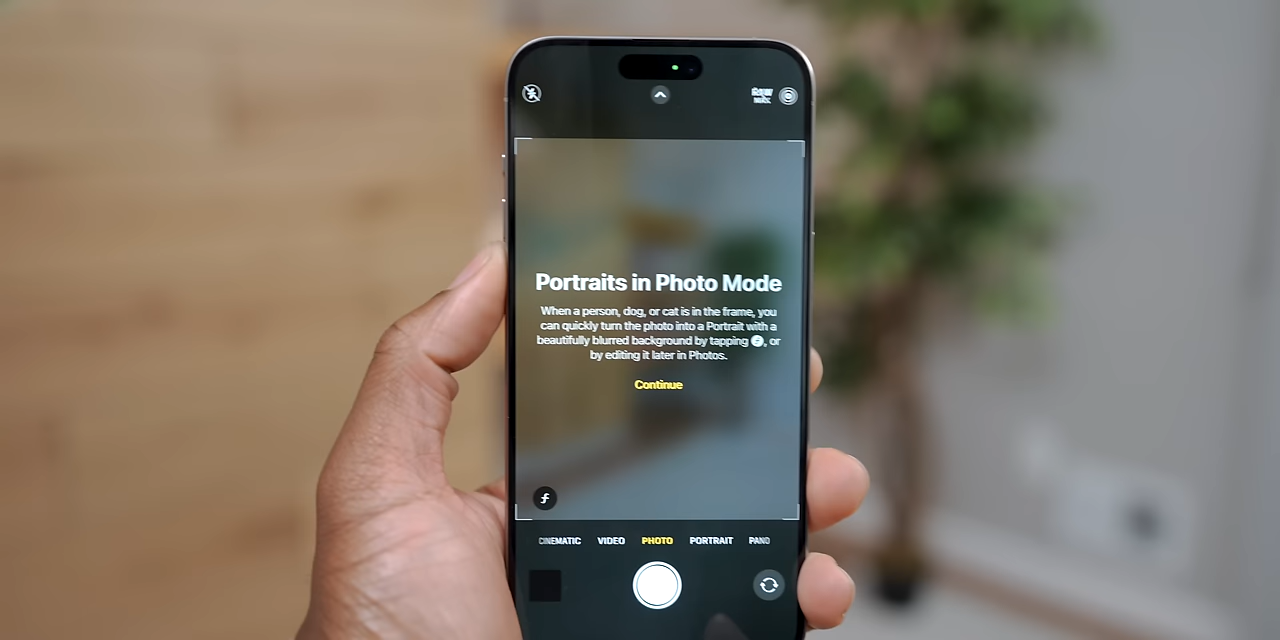 RAW
MAX
Portraits in Photo Mode
When a person, dog, or cat is in the frame, you
can quickly turn the photo into a Portrait with a
beautifully blurred background by tapping ƒ, or
by editing it later in Photos.
Continue
ƒ
CINEMATIC VIDEO PHOTO PORTRAIT PANO